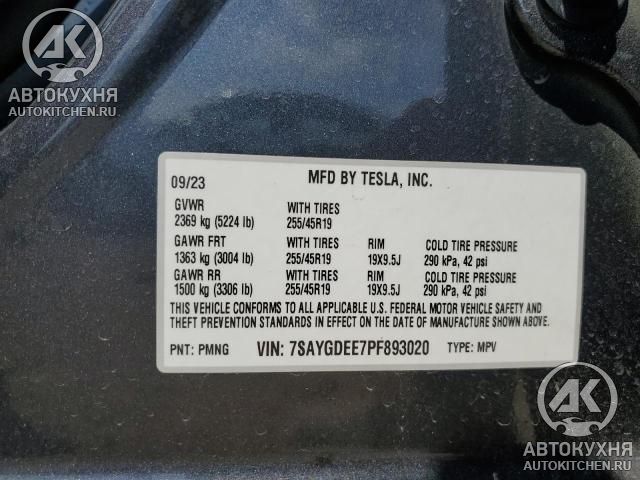 АК
АВТОКУХНЯ
AUTOKITCHEN.RU
09/23 MFD BY TESLA, INC.
GVWR WITH TIRES
2369 kg (5224 lb) 255/45R19
GAWR FRT WITH TIRES RIM COLD TIRE PRESSURE
1363 kg (3004 lb) 255/45R19 19X9.5J 290 kPa, 42 psi
GAWR RR WITH TIRES RIM COLD TIRE PRESSURE
1500 kg (3306 lb) 255/45R19 19X9.5J 290 kPa, 42 psi
THIS VEHICLE CONFORMS TO ALL APPLICABLE U.S. FEDERAL MOTOR VEHICLE SAFETY AND
THEFT PREVENTION STANDARDS IN EFFECT ON THE DATE OF MANUFACTURE SHOWN ABOVE.
PNT: PMNG VIN: 7SAYGDEE7PF893020 TYPE: MPV
АК
АВТОКУХНЯ
AUTOKITCHEN.RU